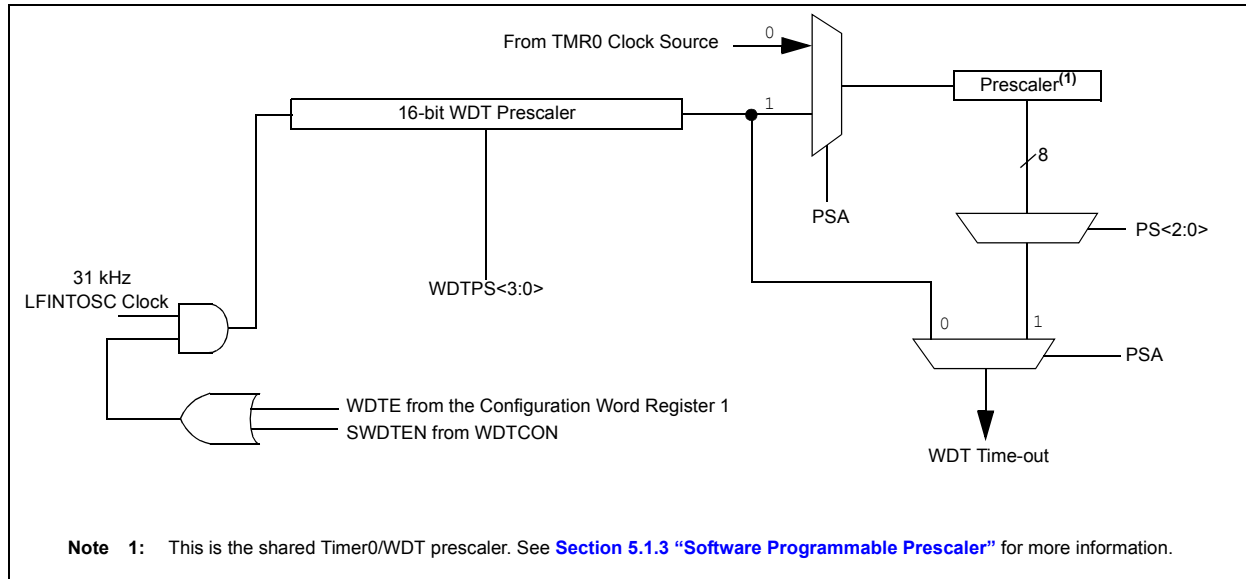 From TMR0 Clock Source
0
1
16-bit WDT Prescaler
Prescaler(1)
8
PSA
PS<2:0>
31 kHz
LFINTOSC Clock
WDTPS<3:0>
0
1
PSA
WDTE from the Configuration Word Register 1
SWDTEN from WDTCON
WDT Time-out
Note 1: This is the shared Timer0/WDT prescaler. See Section 5.1.3 “Software Programmable Prescaler” for more information.